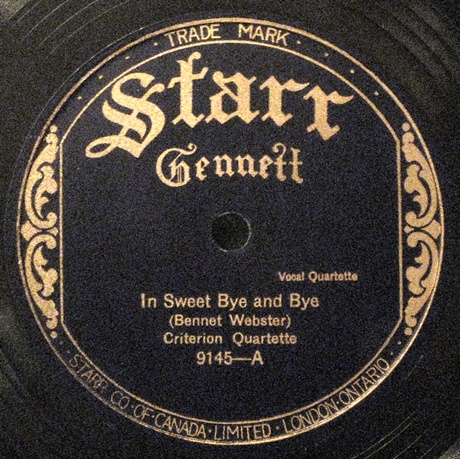 · TRADE MARK ·
Starr
Gennett
Vocal Quartette
In Sweet Bye and Bye
(Bennet Webster)
Criterion Quartette
9145—A
· STARR CO· OF· CANADA· LIMITED · LONDON·ONTARIO ·